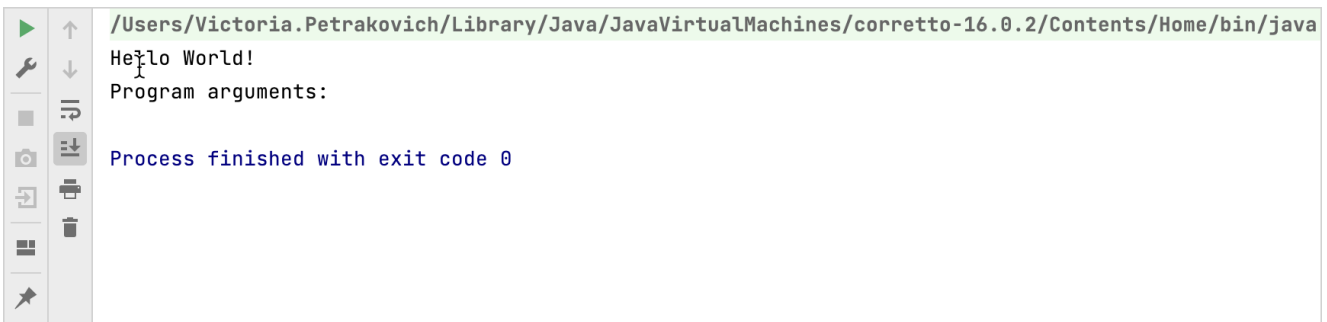 /Users/Victoria.Petrakovich/Library/Java/JavaVirtualMachines/corretto-16.0.2/Contents/Home/bin/java
Hello World!
Program arguments:
Process finished with exit code 0